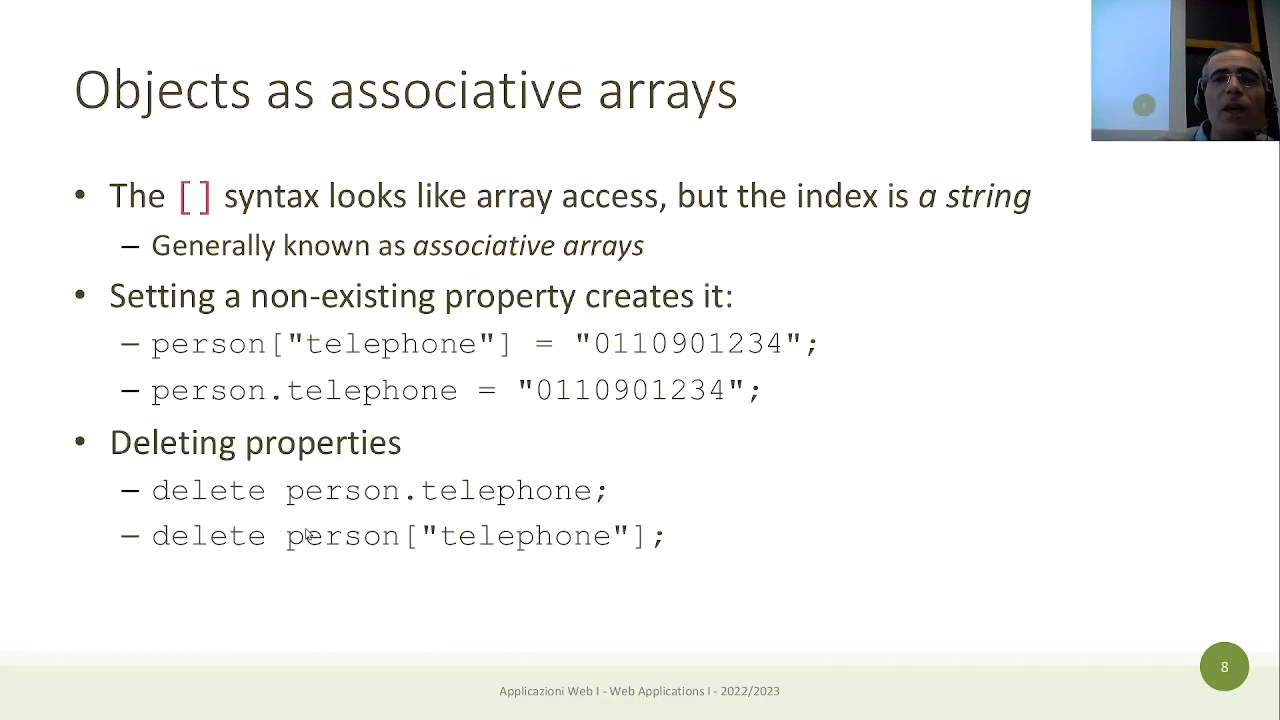 Objects as associative arrays
• The [] syntax looks like array access, but the index is a string
– Generally known as associative arrays
• Setting a non-existing property creates it:
– person["telephone"] = "0110901234";
– person.telephone = "0110901234";
• Deleting properties
– delete person.telephone;
– delete person["telephone"];
Applicazioni Web I - Web Applications I - 2022/2023
8